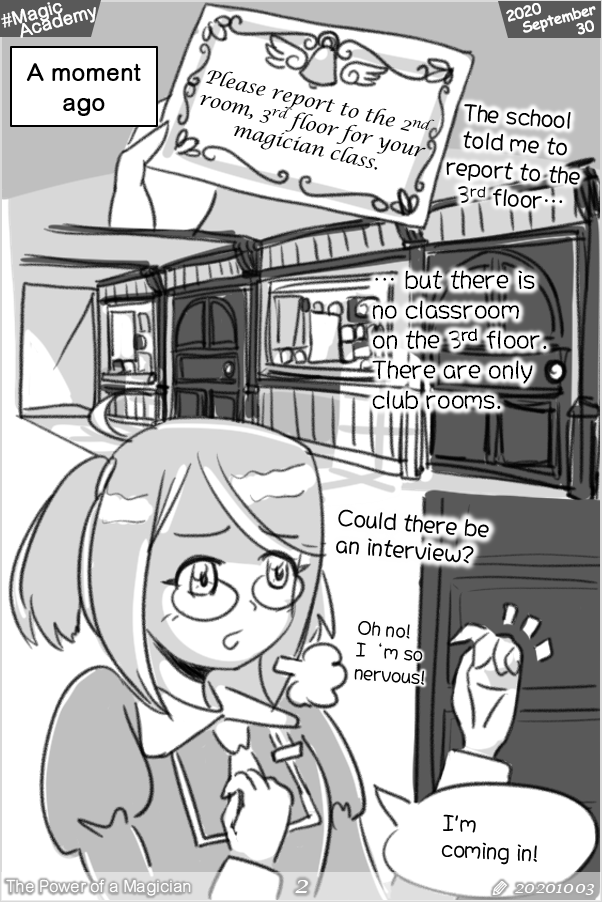 #Magic
Academy
2020
September
30
A moment
ago
Please report to the 2nd
room, 3rd floor for your
magician class.
The school
told me to
report to the
3rd floor…
… but there is
no classroom
on the 3rd floor.
There are only
club rooms.
Could there be
an interview?
Oh no!
I 'm so
nervous!
I'm
coming in!
The Power of a Magician
2
20201003